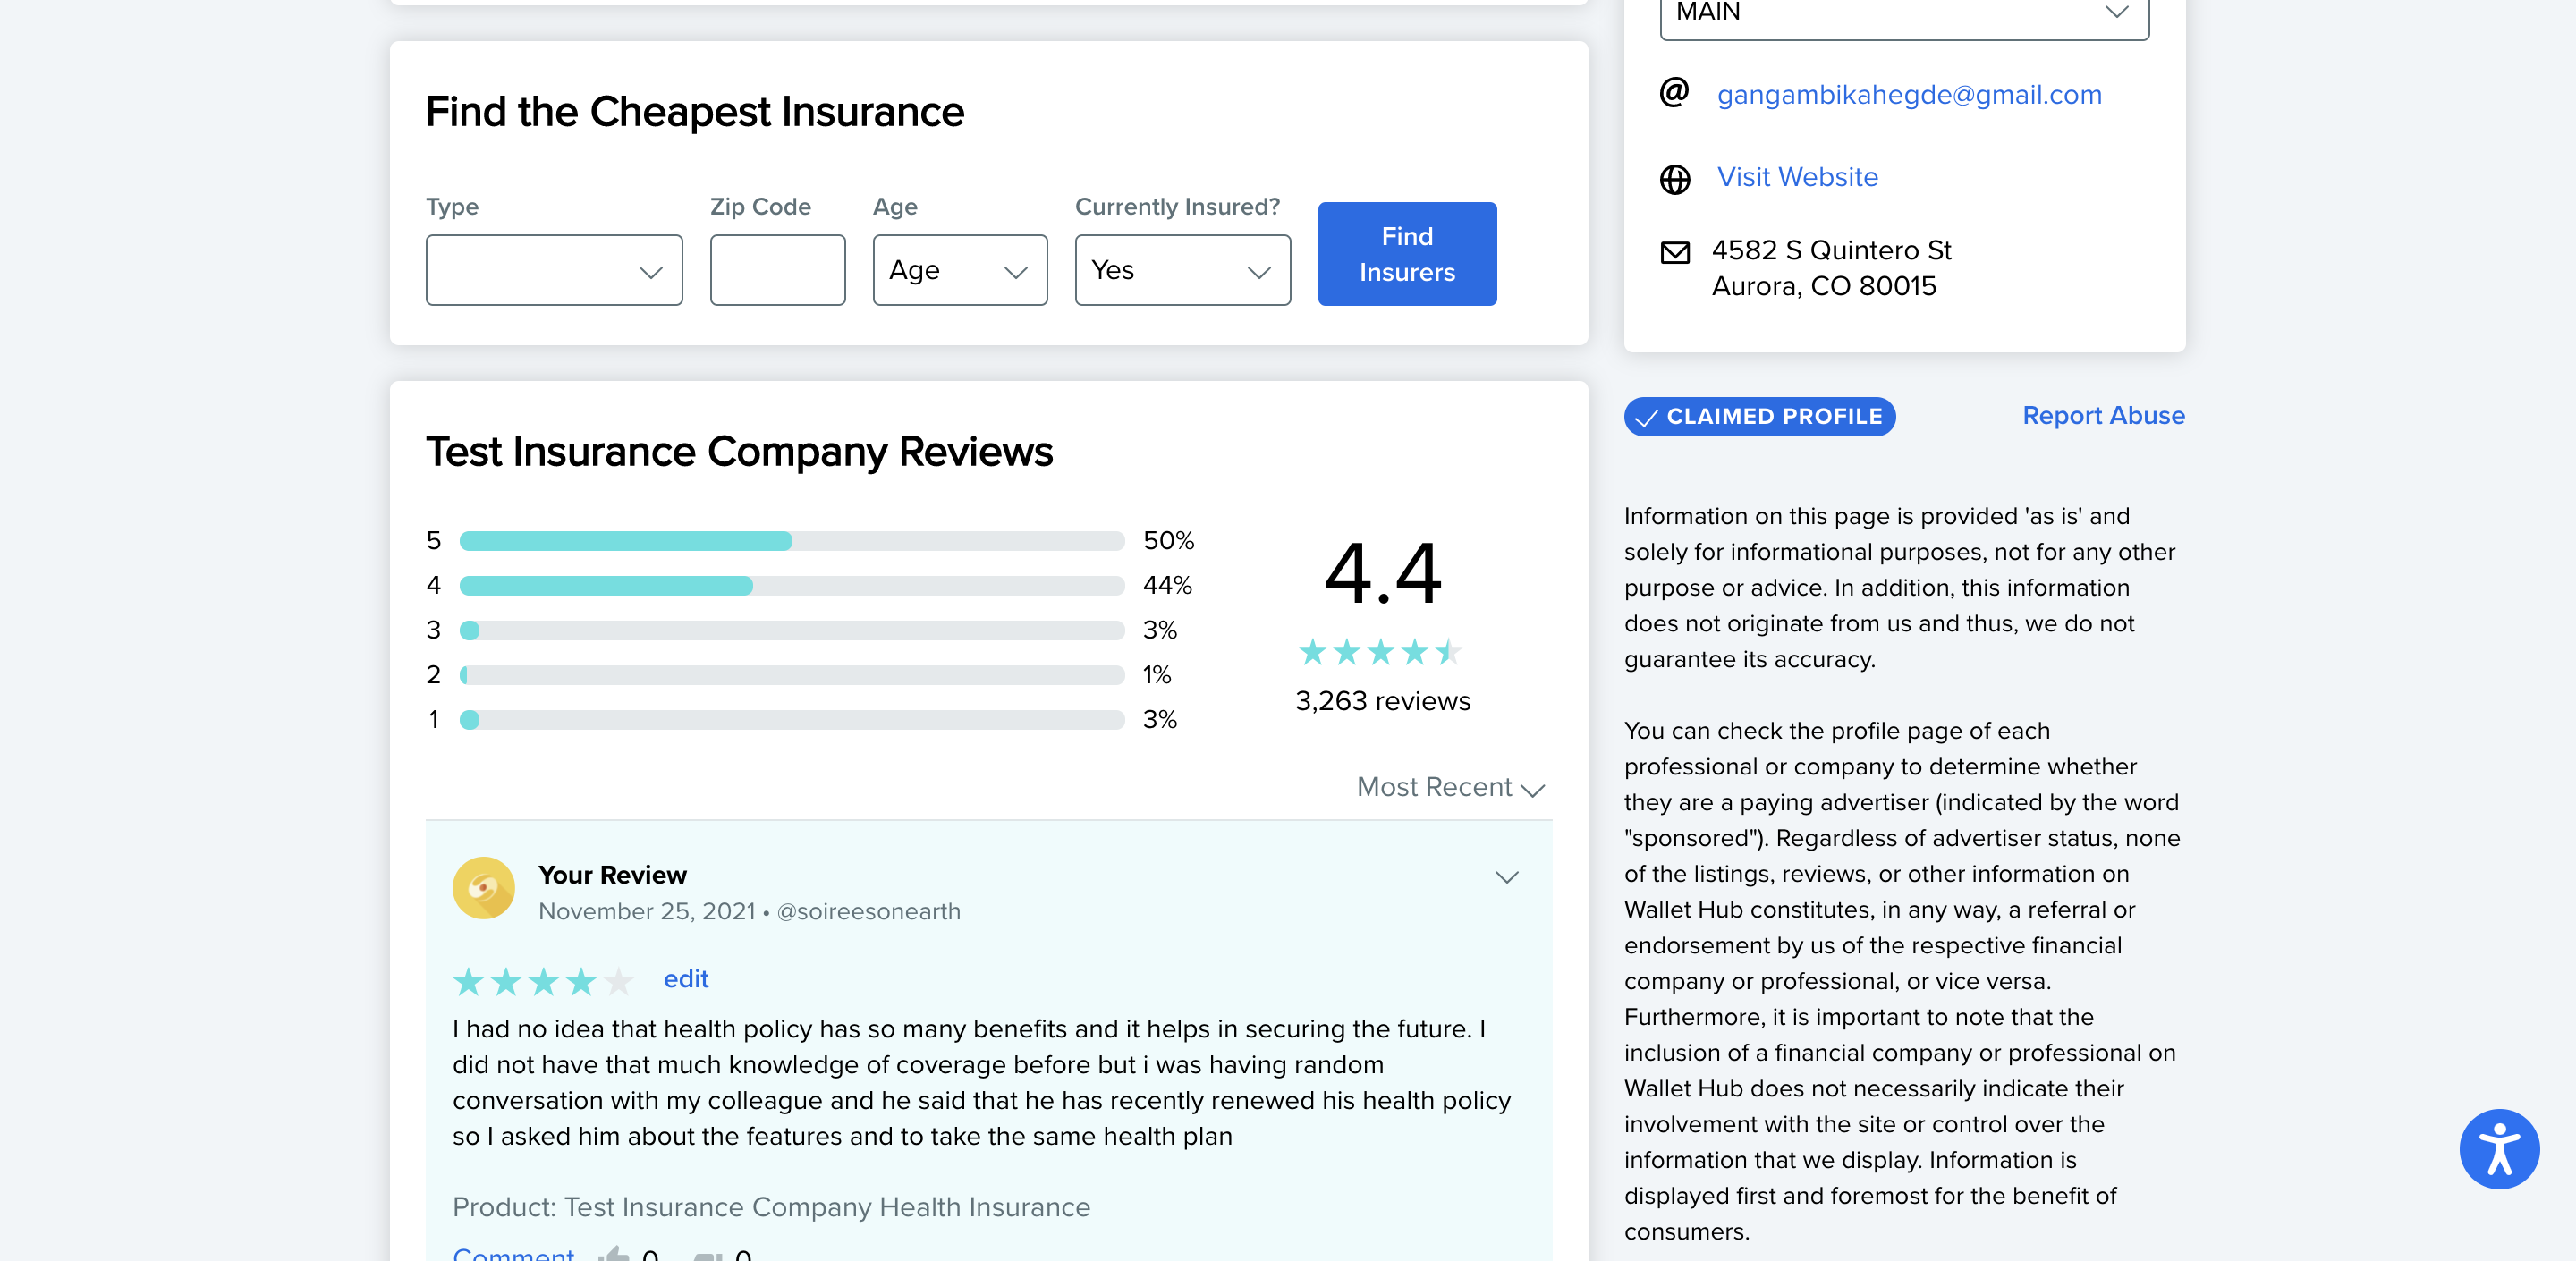 MAIN
gangambikahegde@gmail.com
Visit Website
4582 S Quintero St
Aurora, CO 80015
Find the Cheapest Insurance
Type
Zip Code
Age
Currently Insured?
Age
Yes
Find
Insurers
CLAIMED PROFILE
Report Abuse
Test Insurance Company Reviews
5 50%
4 44%
3 3%
2 1%
1 3%
4.4
3,263 reviews
Most Recent
Your Review
November 25, 2021 • @soireesonearth
edit
I had no idea that health policy has so many benefits and it helps in securing the future. I
did not have that much knowledge of coverage before but i was having random
conversation with my colleague and he said that he has recently renewed his health policy
so I asked him about the features and to take the same health plan
Product: Test Insurance Company Health Insurance
Comment 0 0
Information on this page is provided 'as is' and
solely for informational purposes, not for any other
purpose or advice. In addition, this information
does not originate from us and thus, we do not
guarantee its accuracy.
You can check the profile page of each
professional or company to determine whether
they are a paying advertiser (indicated by the word
"sponsored"). Regardless of advertiser status, none
of the listings, reviews, or other information on
Wallet Hub constitutes, in any way, a referral or
endorsement by us of the respective financial
company or professional, or vice versa.
Furthermore, it is important to note that the
inclusion of a financial company or professional on
Wallet Hub does not necessarily indicate their
involvement with the site or control over the
information that we display. Information is
displayed first and foremost for the benefit of
consumers.